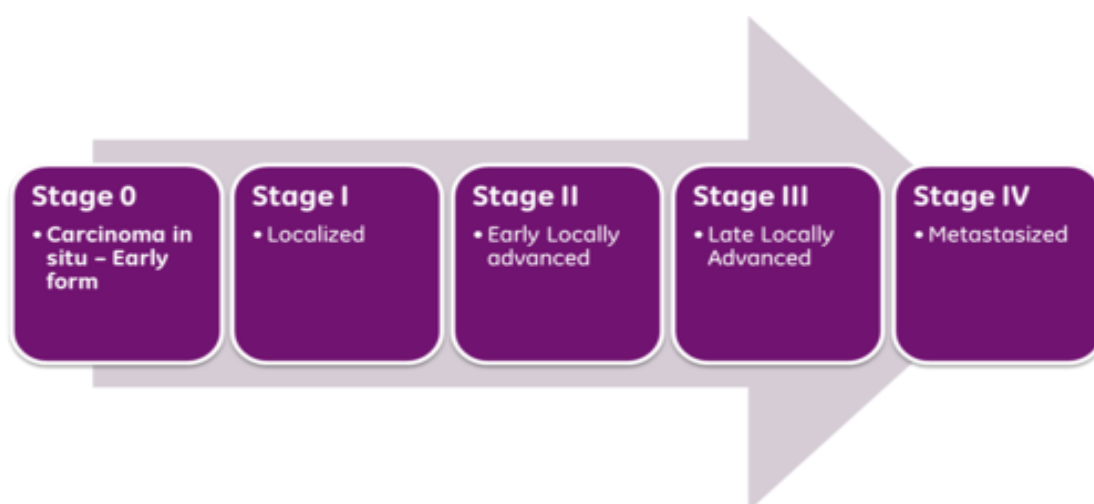 Stage 0
• Carcinoma in
situ – Early
form
Stage I
• Localized
Stage II
• Early Locally
advanced
Stage III
• Late Locally
Advanced
Stage IV
• Metastasized